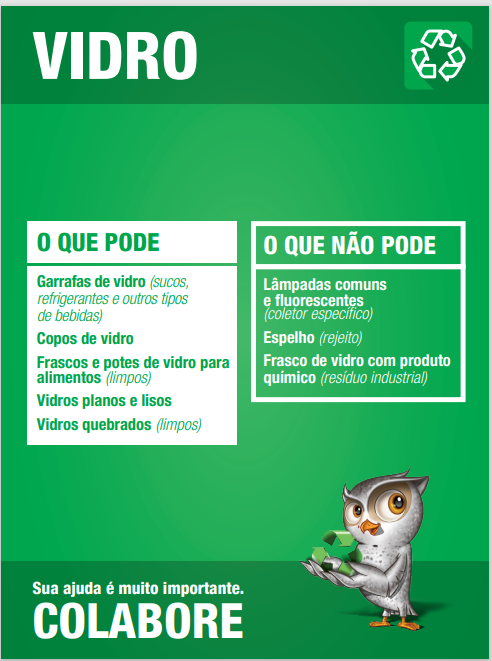 VIDRO
O QUE PODE
Garrafas de vidro (sucos,
refrigerantes e outros tipos
de bebidas)
Copos de vidro
Frascos e potes de vidro para
alimentos (limpos)
Vidros planos e lisos
Vidros quebrados (limpos)
O QUE NÃO PODE
Lâmpadas comuns
e fluorescentes
(coletor específico)
Espelho (rejeito)
Frasco de vidro com produto
químico (resíduo industrial)
Sua ajuda é muito importante.
COLABORE